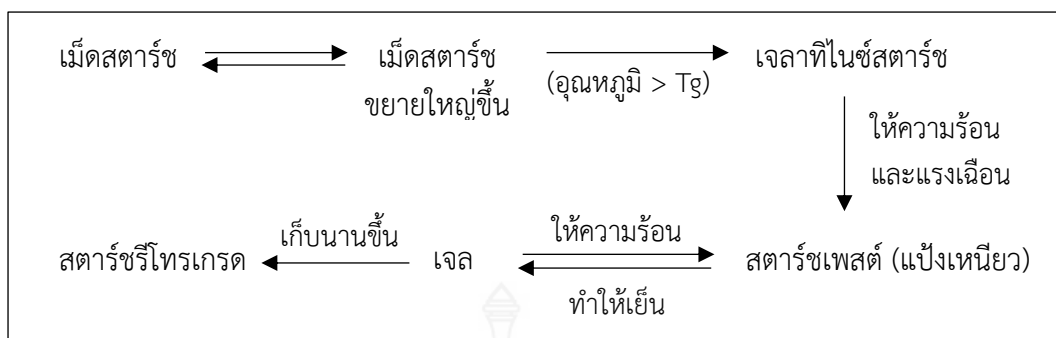 เม็ดสตาร์ช
เม็ดสตาร์ช
ขยายใหญ่ขึ้น
(อุณหภูมิ > Tg)
เจลาทิไนซ์สตาร์ช
ให้ความร้อน
และแรงเฉือน
สตาร์ชรีโทรเกรด
เก็บนานขึ้น
เจล
ให้ความร้อน
ทำให้เย็น
สตาร์ชเพสต์ (แป้งเหนียว)